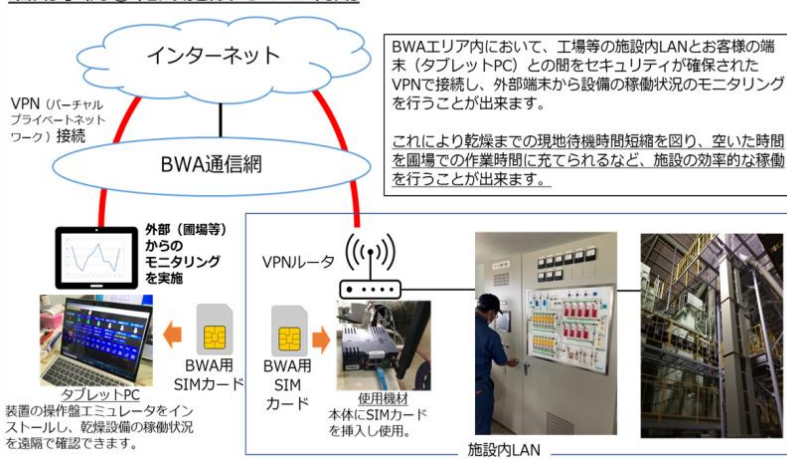 インターネット
BWAエリア内において、工場等の施設内LANとお客様の端
末（タブレットPC）との間をセキュリティが確保された
VPNで接続し、外部端末から設備の稼働状況のモニタリング
を行うことが出来ます。
これにより乾燥までの現地待機時間短縮を図り、空いた時間
を圃場での作業時間に充てられるなど、施設の効率的な稼働
を行うことが出来ます。
VPN（バーチャル
プライベートネット
ワーク）接続
BWA通信網
外部（圃場等）
からの
モニタリング
を実施
VPNルータ
BWA用
SIMカード
BWA用
SIM
カード
タブレットPC
装置の操作盤エミュレータをイン
ストールし、乾燥設備の稼働状況
を遠隔で確認できます。
使用機材
本体にSIMカード
を挿入し使用。
施設内LAN